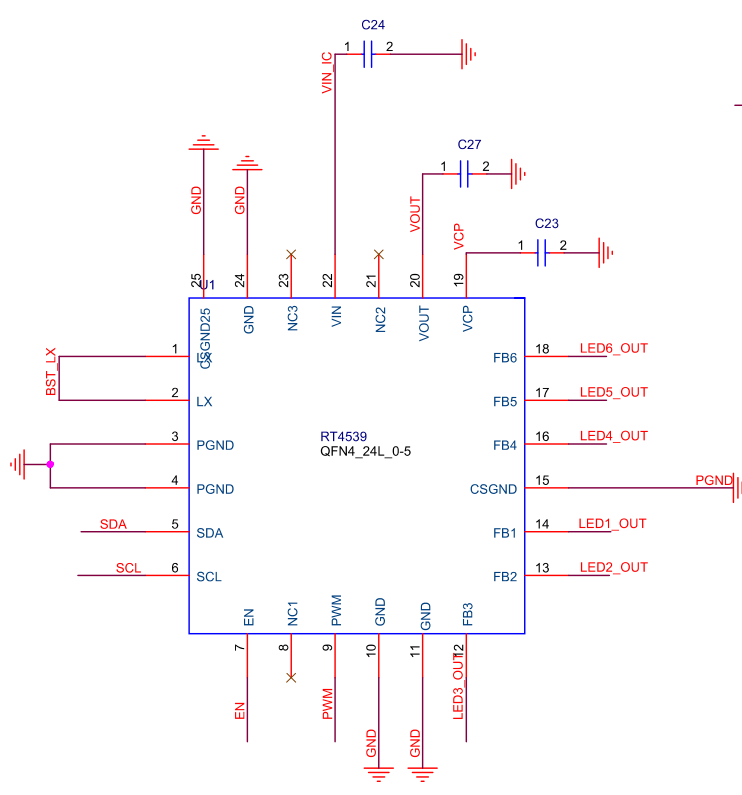 C24
1 2
VIN_IC
C27
1 2
GND
GND
VOUT
VCP
C23
1 2
25
U1
24
23
22
21
20
19
CSGND25
GND
NC3
VIN
NC2
VOUT
VCP
BST_LX
1 LX
FB6 18 LED6_OUT
2 LX
FB5 17 LED5_OUT
3 PGND
RT4539
QFN4_24L_0-5
FB4 16 LED4_OUT
4 PGND
CSGND 15 PGND
SDA 5 SDA
FB1 14 LED1_OUT
SCL 6 SCL
FB2 13 LED2_OUT
EN
NC1
PWM
GND
GND
FB3
7
8
9
10
11
12
EN
PWM
GND
GND
LED3_OUT